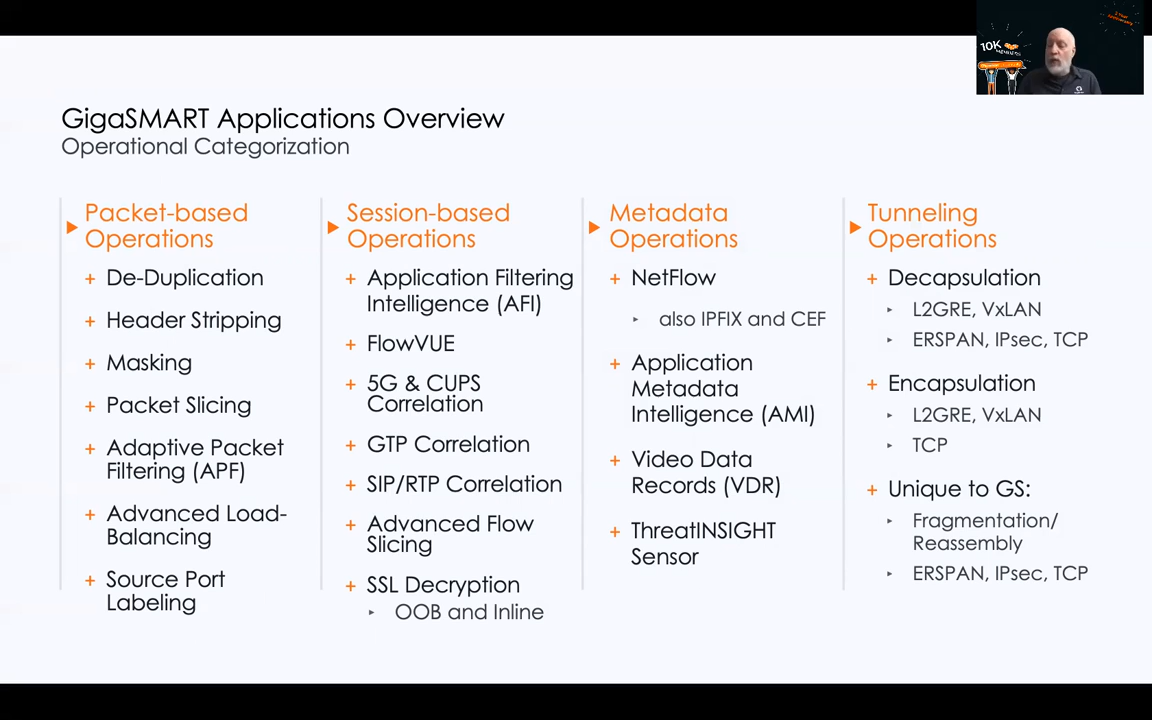 10K
GigaSMART Applications Overview
Operational Categorization
Packet-based
Operations
+ De-Duplication
+ Header Stripping
+ Masking
+ Packet Slicing
+ Adaptive Packet
Filtering (APF)
+ Advanced Load-
Balancing
+ Source Port
Labeling
Session-based
Operations
+ Application Filtering
Intelligence (AFI)
+ FlowVUE
+ 5G & CUPS
Correlation
+ GTP Correlation
+ SIP/RTP Correlation
+ Advanced Flow
Slicing
+ SSL Decryption
OOB and Inline
Metadata
Operations
+ NetFlow
also IPFIX and CEF
+ Application
Metadata
Intelligence (AMI)
+ Video Data
Records (VDR)
+ ThreatINSIGHT
Sensor
Tunneling
Operations
+ Decapsulation
L2GRE, VxLAN
ERSPAN, IPsec, TCP
+ Encapsulation
L2GRE, VxLAN
TCP
+ Unique to GS:
Fragmentation/
Reassembly
ERSPAN, IPsec, TCP